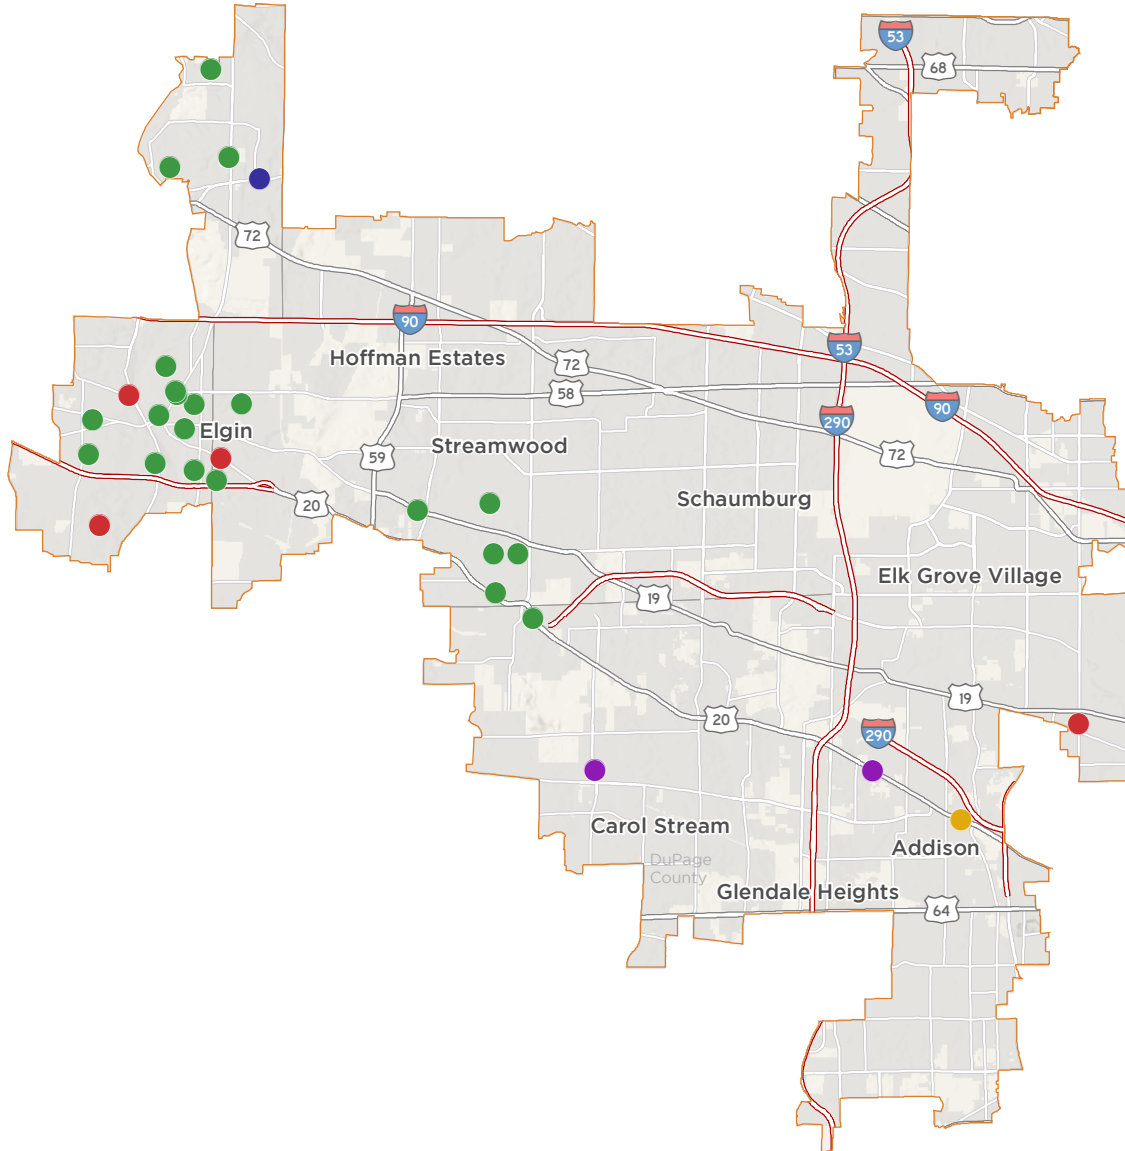 53
68
72
90
53
Hoffman Estates
72
58
90
290
Elgin
Streamwood
59
72
Schaumburg
20
Elk Grove Village
19
19
20
290
Carol Stream
Addison
DuPage
County
Glendale Heights
64